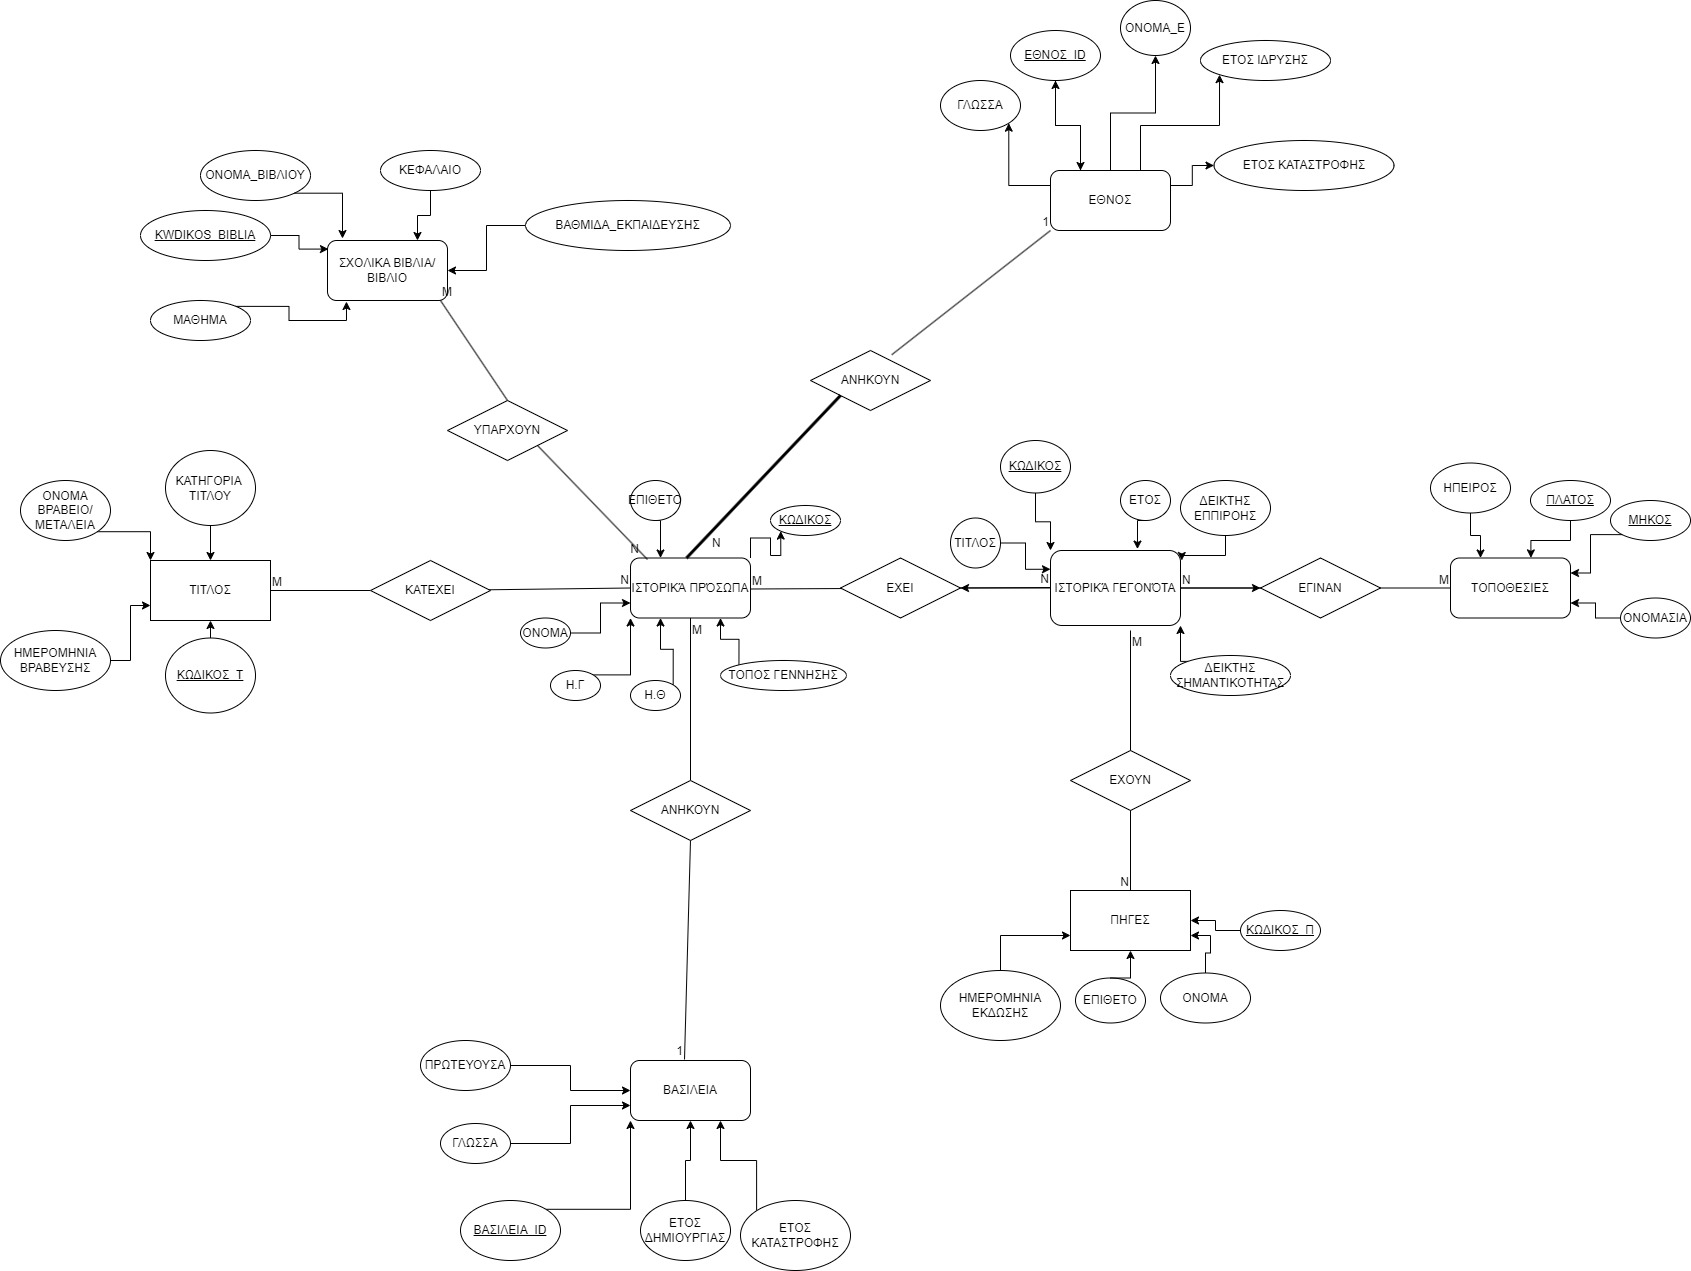 ΟΝΟΜΑ_Ε
ΕΘΝΟΣ_ID
ΕΤΟΣ ΙΔΡΥΣΗΣ
ΓΛΩΣΣΑ
ΕΤΟΣ ΚΑΤΑΣΤΡΟΦΗΣ
ΕΘΝΟΣ
1
ΟΝΟΜΑ_ΒΙΒΛΙΟΥ
ΚΕΦΑΛΑΙΟ
KWDIKOS_BIBLIA
ΒΑΘΜΙΔΑ_ΕΚΠΑΙΔΕΥΣΗΣ
ΣΧΟΛΙΚΑ ΒΙΒΛΙΑ/
ΒΙΒΛΙΟ
M
ΜΑΘΗΜΑ
ΑΝΗΚΟΥΝ
ΥΠΑΡΧΟΥΝ
ΟΝΟΜΑ
ΒΡΑΒΕΙΟ/
ΜΕΤΑΛΕΙΑ
ΚΑΤΗΓΟΡΙΑ
ΤΙΤΛΟΥ
ΕΠΙΘΕΤΟ
ΚΩΔΙΚΟΣ
N
N
ΚΩΔΙΚΟΣ
ΕΤΟΣ
ΔΕΙΚΤΗΣ
ΕΠΠΙΡΟΗΣ
ΤΙΤΛΟΣ
ΗΠΕΙΡΟΣ
ΠΛΑΤΟΣ
ΜΗΚΟΣ
ΤΙΤΛΟΣ
M
ΚΑΤΕΧΕΙ
N
ΙΣΤΟΡΙΚΆ ΠΡΌΣΩΠΑ
M
ΕΧΕΙ
N
ΙΣΤΟΡΙΚΆ ΓΕΓΟΝΌΤΑ
N
ΕΓΙΝΑΝ
M
ΤΟΠΟΘΕΣΙΕΣ
ΟΝΟΜΑΣΙΑ
ΗΜΕΡΟΜΗΝΙΑ
ΒΡΑΒΕΥΣΗΣ
ΚΩΔΙΚΟΣ_Τ
ΟΝΟΜΑ
Η.Γ
Η.Θ
M
ΤΟΠΟΣ ΓΕΝΝΗΣΗΣ
M
ΔΕΙΚΤΗΣ
ΣΗΜΑΝΤΙΚΟΤΗΤΑΣ
ΑΝΗΚΟΥΝ
ΕΧΟΥΝ
N
ΠΗΓΕΣ
ΚΩΔΙΚΟΣ_Π
ΗΜΕΡΟΜΗΝΙΑ
ΕΚΔΩΣΗΣ
ΕΠΙΘΕΤΟ
ΟΝΟΜΑ
1
ΠΡΩΤΕΥΟΥΣΑ
ΒΑΣΙΛΕΙΑ
ΓΛΩΣΣΑ
ΒΑΣΙΛΕΙΑ_ID
ΕΤΟΣ
ΔΗΜΙΟΥΡΓΙΑΣ
ΕΤΟΣ
ΚΑΤΑΣΤΡΟΦΗΣ